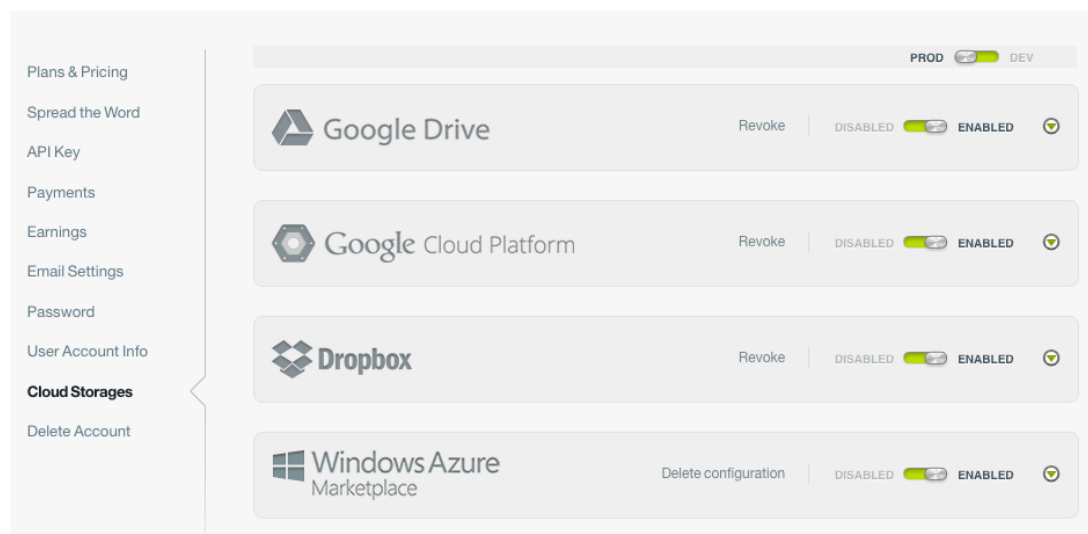 Plans & Pricing
Spread the Word
API Key
Payments
Earnings
Email Settings
Password
User Account Info
Cloud Storages
Delete Account
PROD DEV
Google Drive Revoke DISABLED ENABLED
Google Cloud Platform Revoke DISABLED ENABLED
Dropbox Revoke DISABLED ENABLED
Windows Azure
Marketplace
Delete configuration DISABLED ENABLED